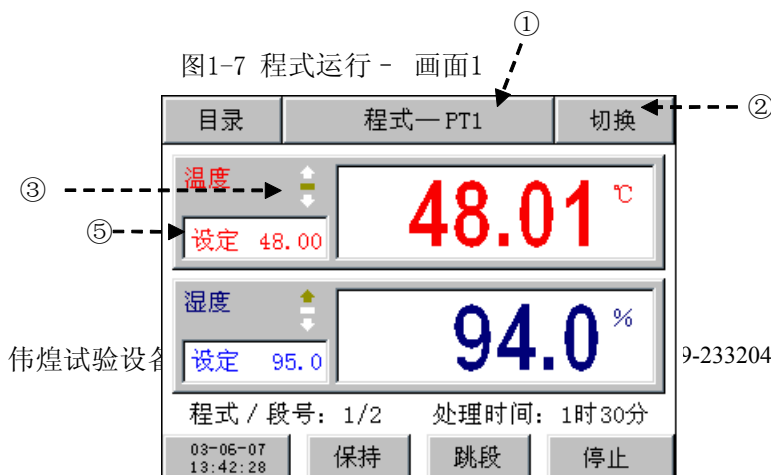 ①
图1-7 程式运行 - 画面1
目录 程式一PT1 切换 ②
温度
③ 48.01 ℃
⑤ 设定 48.00
湿度
94.0 %
设定 95.0
伟煌试验设 9-233204
程式 / 段号: 1/2 处理时间: 1时30分
03-06-07
13:42:28 保持 跳段 停止